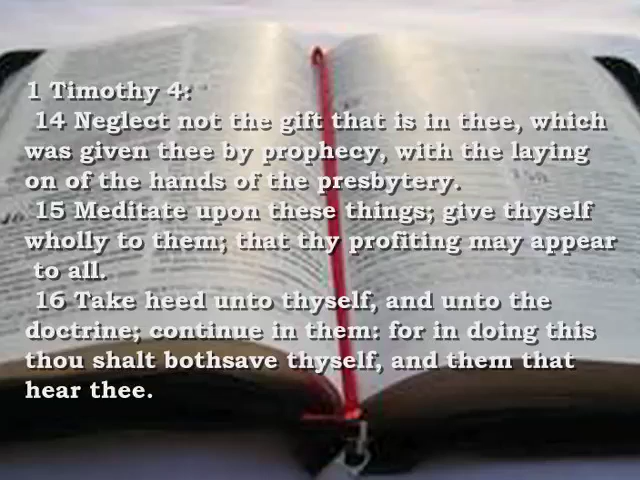 1 Timothy 4:
14 Neglect not the gift that is in thee, which
was given thee by prophecy, with the laying
on of the hands of the presbytery.
15 Meditate upon these things; give thyself
wholly to them; that thy profiting may appear
to all.
16 Take heed unto thyself, and unto the
doctrine; continue in them: for in doing this
thou shalt bothsave thyself, and them that
hear thee.